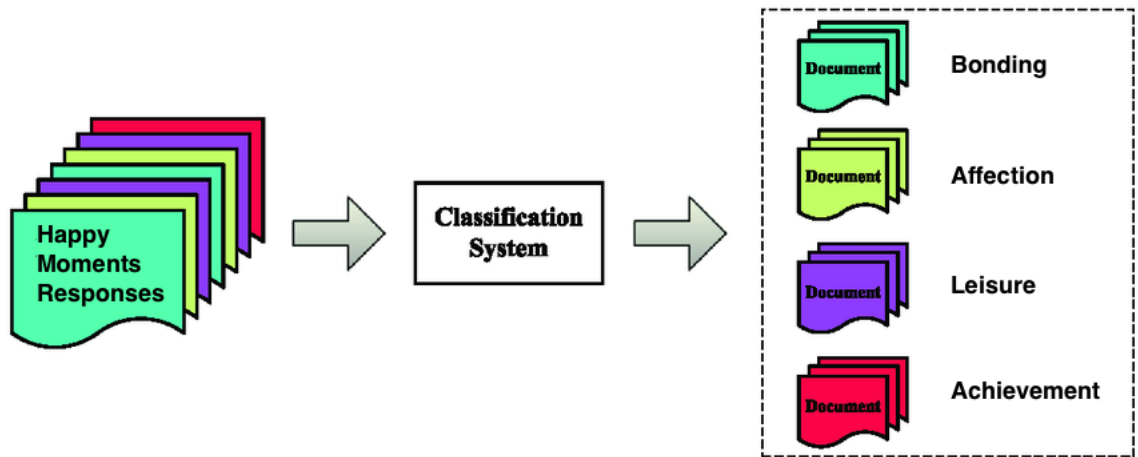 Happy
Moments
Responses
Classification
System
Document
Bonding
Document
Affection
Document
Leisure
Document
Achievement